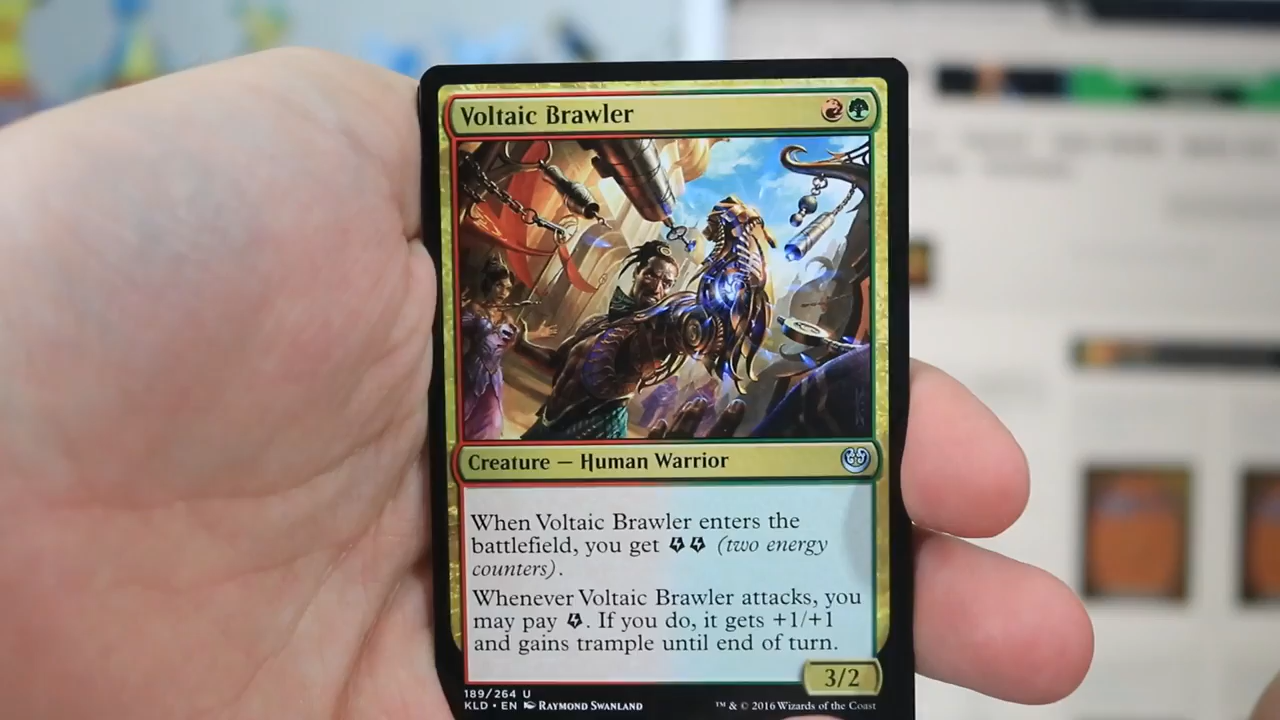 Voltaic Brawler
Creature — Human Warrior
When Voltaic Brawler enters the
battlefield, you get (two energy
counters).
Whenever Voltaic Brawler attacks, you
may pay . If you do, it gets +1/+1
and gains trample until end of turn.
3/2
189/264 U
KLD • EN Raymond Swanland
™ & © 2016 Wizards of the Coast